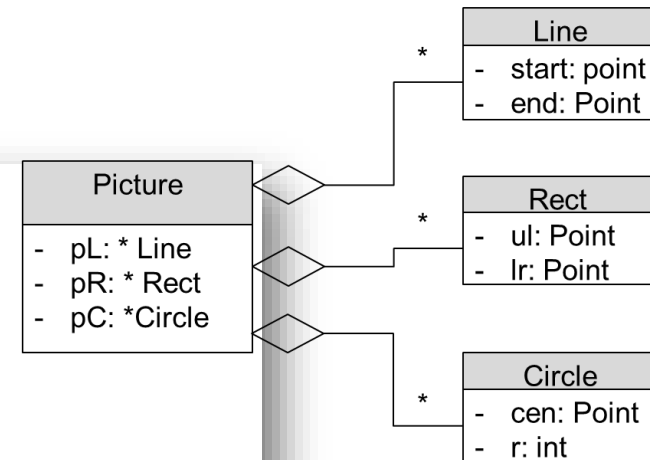 Picture
- pL: * Line
- pR: * Rect
- pC: *Circle
*
Line
- start: point
- end: Point
*
Rect
- ul: Point
- lr: Point
*
Circle
- cen: Point
- r: int